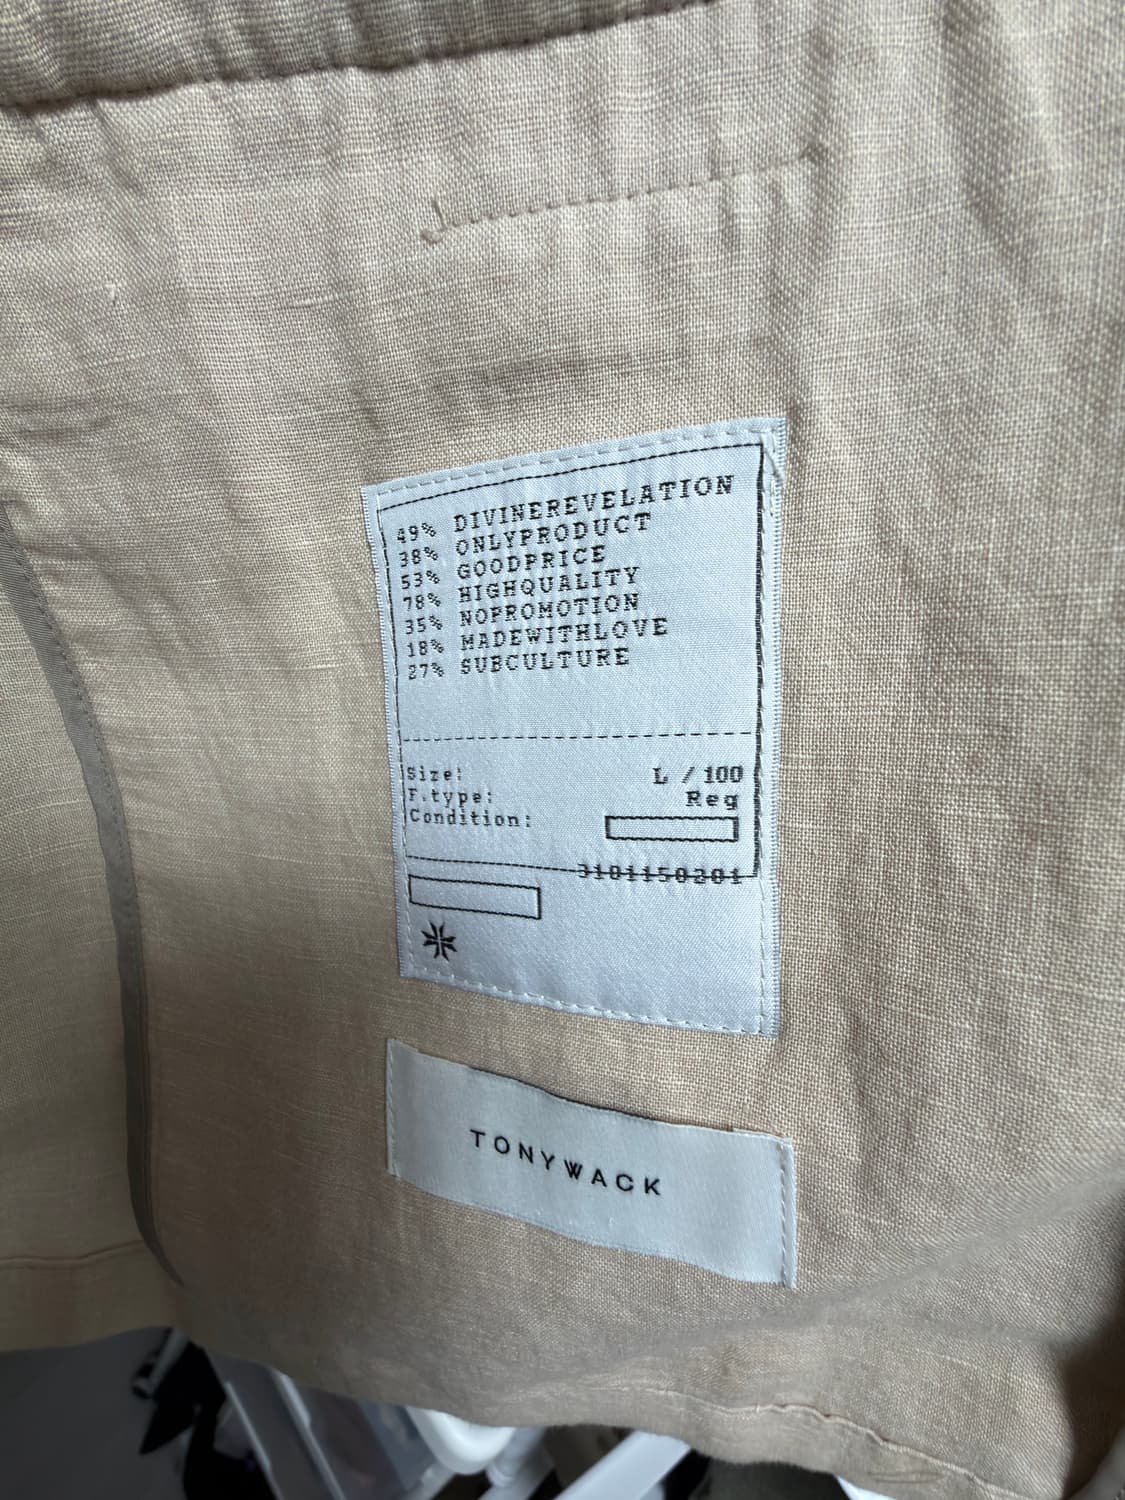 49% DIVINEREVELATION
38% ONLYPRODUCT
53% GOODPRICE
78% HIGHQUALITY
35% NOPROMOTION
18% MADEWITHLOVE
27% SUBCULTURE
Size: L / 100
F.type: Reg
Condition:
3101150201
TONYWACK